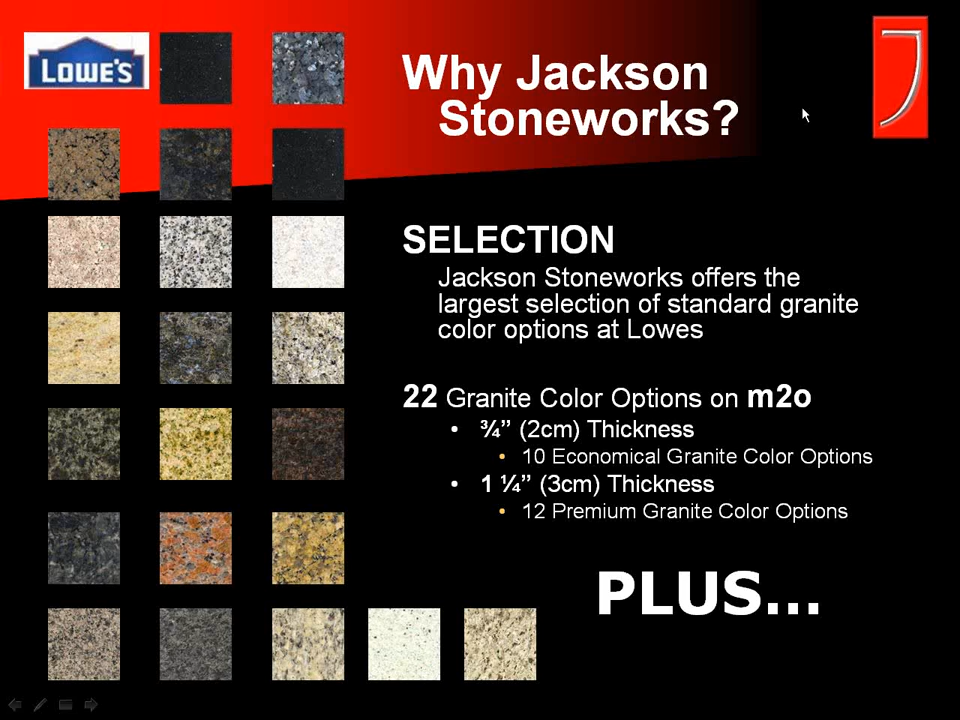 LOWE'S
Why Jackson
Stoneworks?
SELECTION
Jackson Stoneworks offers the
largest selection of standard granite
color options at Lowes
22 Granite Color Options on m2o
• ¾” (2cm) Thickness
• 10 Economical Granite Color Options
• 1 ¼” (3cm) Thickness
• 12 Premium Granite Color Options
PLUS...